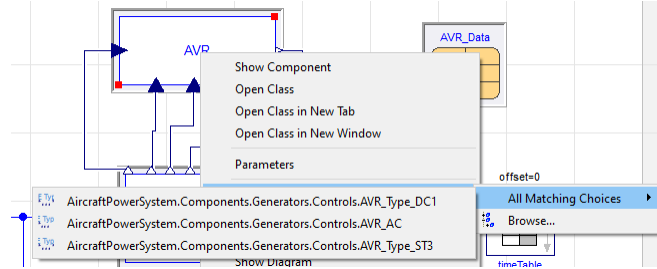 AVR
AVR_Data
Show Component
Open Class
Open Class in New Tab
Open Class in New Window
Parameters
offset=0
All Matching Choices
Browse...
AircraftPowerSystem.Components.Generators.Controls.AVR_Type_DC1
AircraftPowerSystem.Components.Generators.Controls.AVR_AC
AircraftPowerSystem.Components.Generators.Controls.AVR_Type_ST3
Show Diagram
timeTable